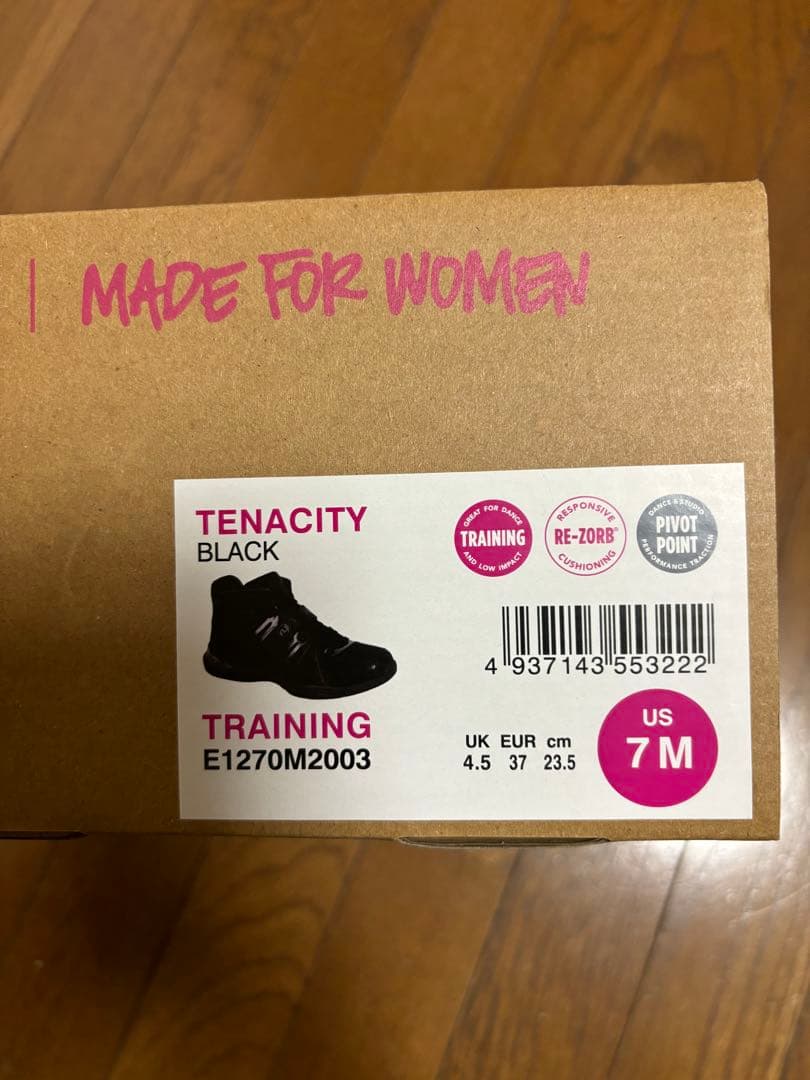 MADE FOR WOMEN
TENACITY
BLACK
GREAT FOR DANCE
TRAINING
AND LOW IMPACT
RESPONSIVE
RE-ZORB®
CUSHIONING
DANCE & STUDIO
PIVOT
POINT
PERFORMANCE TRACTION
4 937143 553222
TRAINING
E1270M2003
UK EUR cm
4.5 37 23.5
US
7 M